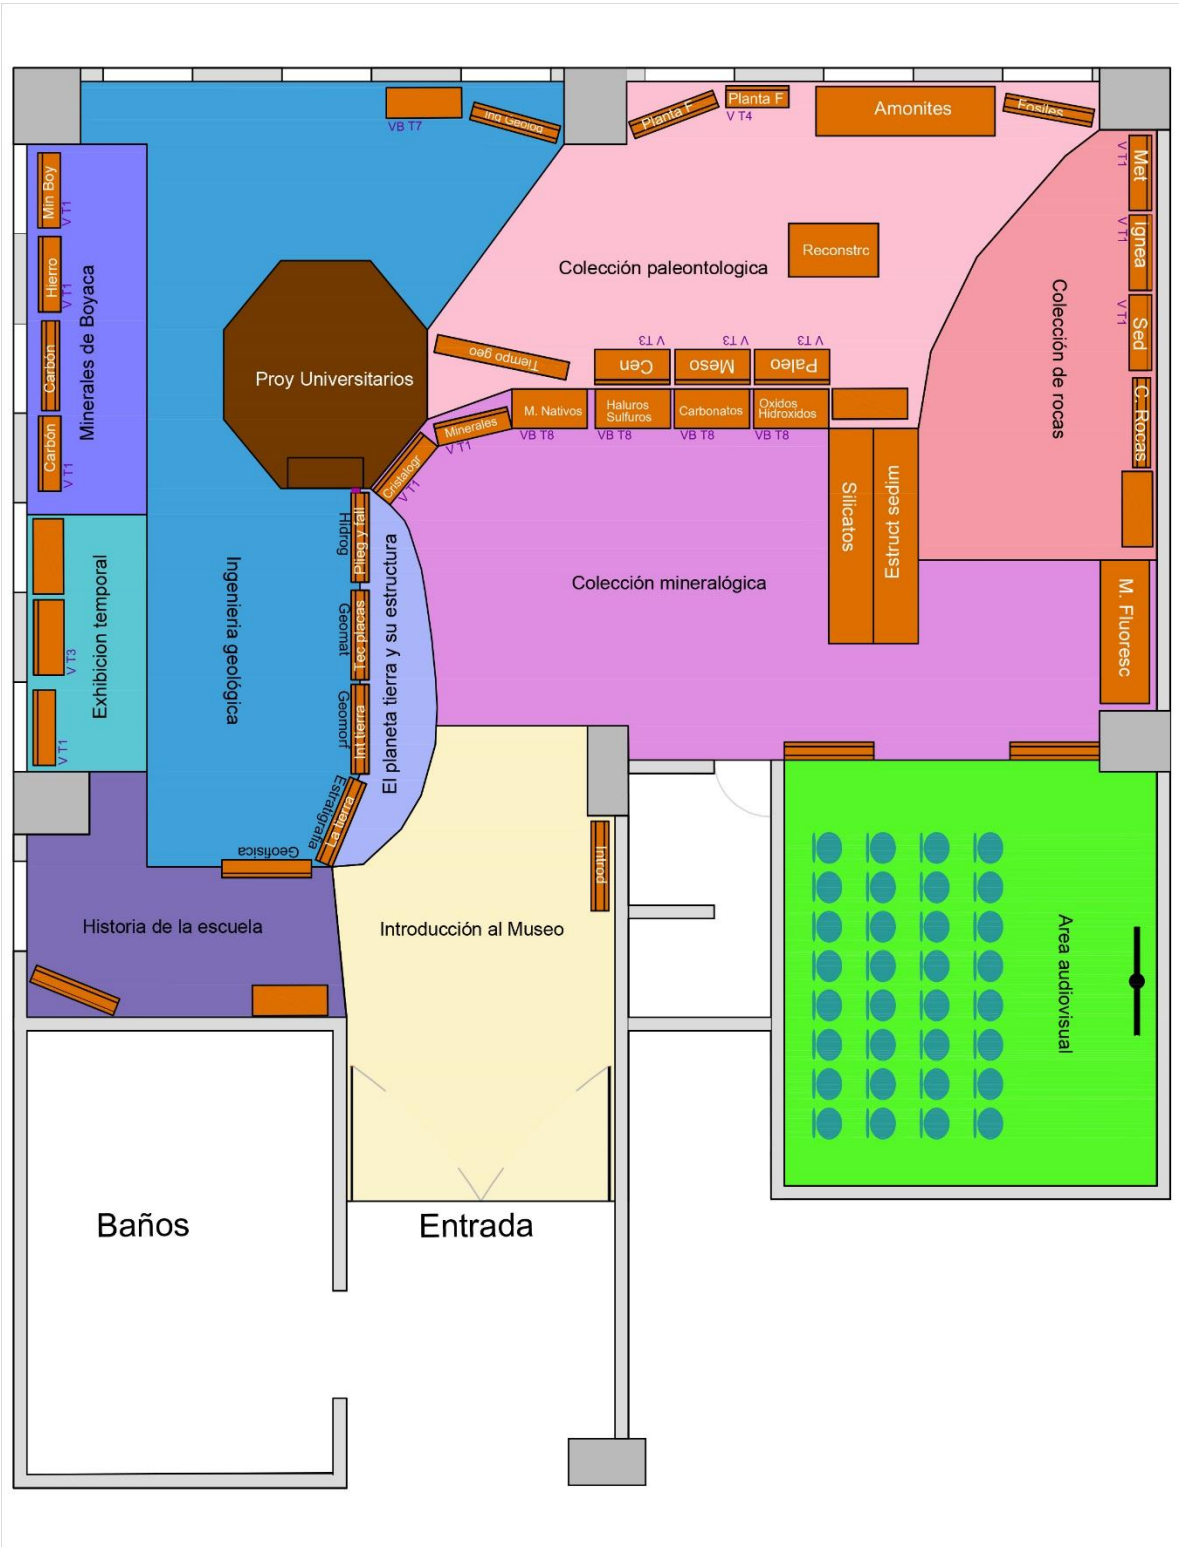 VB T7
Ing Geolog
Planta F
Planta F
V T4
Amonites
Fosiles
Met
V T1
Ignea
V T1
Sed
V T1
C. Rocas
Colección de rocas
Min Boy
V T1
Hierro
V T1
Carbón
Carbón
V T1
Minerales de Boyaca
Colección paleontologica
Reconstrc
Proy Universitarios
Tiempo geo
Cen
V T3
Meso
V T3
Paleo
V T3
Minerales
V T1
M. Nativos
VB T8
Haluros
Sulfuros
VB T8
Carbonatos
VB T8
Oxidos
Hidroxidos
VB T8
Cristalogr
V T1
Silicatos
Estruct sedim
M. Fluoresc
Colección mineralógica
Plieg y fall
Hidrog
Tec placas
Geomat
Int tierra
Geomorf
La tierra
Estratigrafia
Geofisica
El planeta tierra y su estructura
Ingenieria geológica
Exhibicion temporal
V T3
V T1
Historia de la escuela
Introducción al Museo
Introd
Area audiovisual
Baños
Entrada